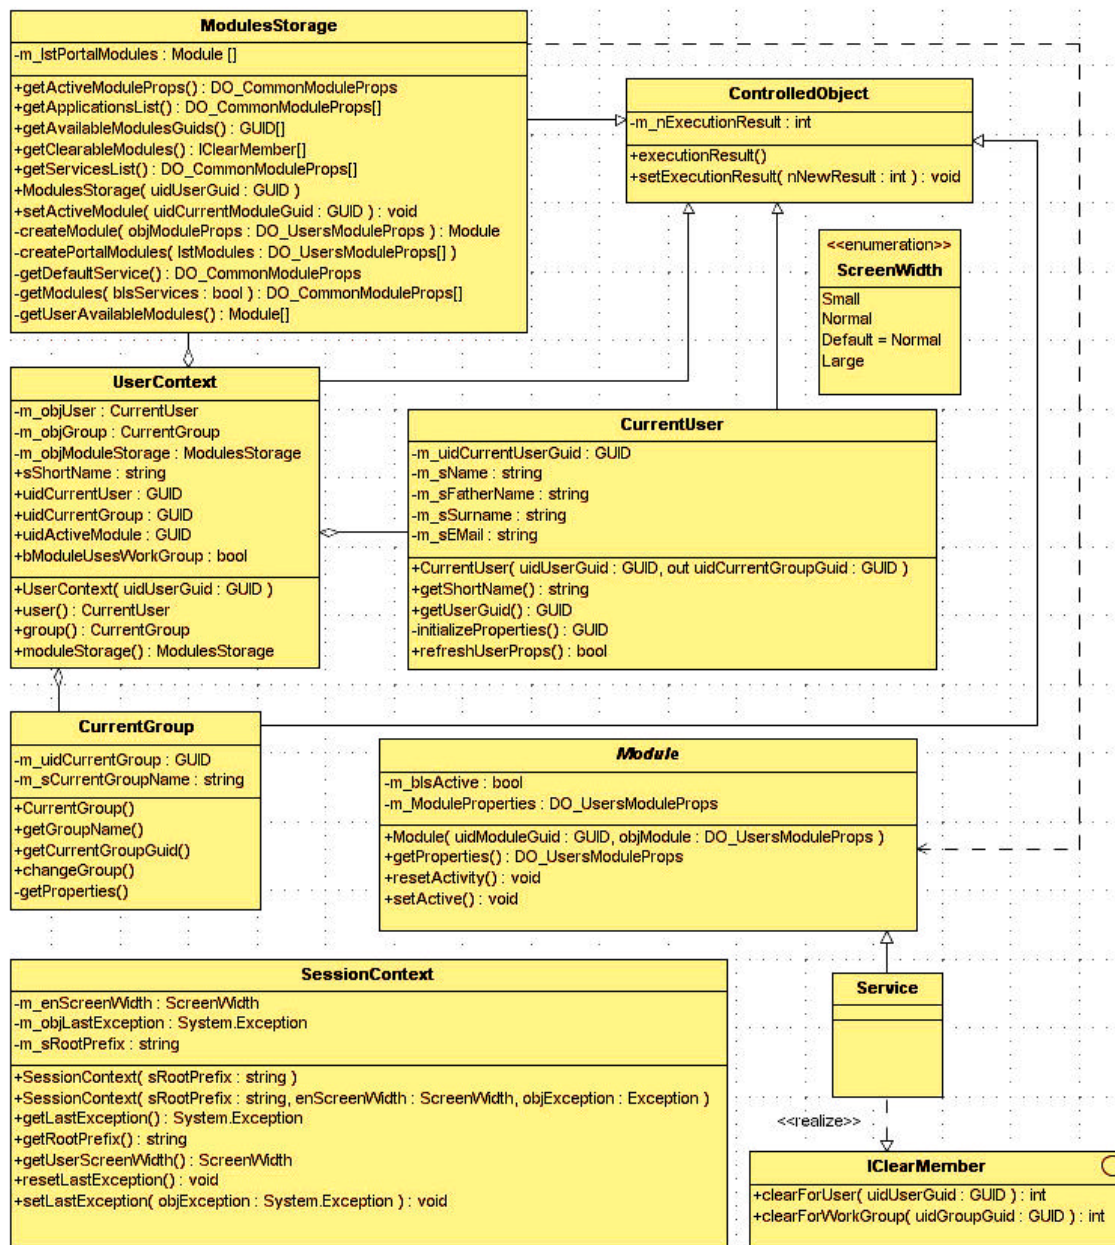 ModulesStorage
-m_lstPortalModules : Module []
+getActiveModuleProps() : DO_CommonModuleProps
+getApplicationsList() : DO_CommonModuleProps[]
+getAvailableModulesGuids() : GUID[]
+getClearableModules() : IClearMember[]
+getServicesList() : DO_CommonModuleProps[]
+ModulesStorage( uidUserGuid : GUID )
+setActiveModule( uidCurrentModuleGuid : GUID ) : void
-createModule( objModuleProps : DO_UsersModuleProps ) : Module
-createPortalModules( lstModules : DO_UsersModuleProps[] )
-getDefaultService() : DO_CommonModuleProps
-getModules( bIsServices : bool ) : DO_CommonModuleProps[]
-getUserAvailableModules() : Module[]
ControlledObject
-m_nExecutionResult : int
+executionResult()
+setExecutionResult( nNewResult : int ) : void
<<enumeration>>
ScreenWidth
Small
Normal
Default = Normal
Large
UserContext
-m_objUser : CurrentUser
-m_objGroup : CurrentGroup
-m_objModuleStorage : ModulesStorage
+sShortName : string
+uidCurrentUser : GUID
+uidCurrentGroup : GUID
+uidActiveModule : GUID
+bModuleUsesWorkGroup : bool
+UserContext( uidUserGuid : GUID )
+user() : CurrentUser
+group() : CurrentGroup
+moduleStorage() : ModulesStorage
CurrentUser
-m_uidCurrentUserGuid : GUID
-m_sName : string
-m_sFatherName : string
-m_sSurname : string
-m_sEMail : string
+CurrentUser( uidUserGuid : GUID, out uidCurrentGroupGuid : GUID )
+getShortName() : string
+getUserGuid() : GUID
-initializeProperties() : GUID
+refreshUserProps() : bool
CurrentGroup
-m_uidCurrentGroup : GUID
-m_sCurrentGroupName : string
+CurrentGroup()
+getGroupName()
+getCurrentGroupGuid()
+changeGroup()
-getProperties()
Module
-m_bIsActive : bool
-m_ModuleProperties : DO_UsersModuleProps
+Module( uidModuleGuid : GUID, objModule : DO_UsersModuleProps )
+getProperties() : DO_UsersModuleProps
+resetActivity() : void
+setActive() : void
SessionContext
-m_enScreenWidth : ScreenWidth
-m_objLastException : System.Exception
-m_sRootPrefix : string
+SessionContext( sRootPrefix : string )
+SessionContext( sRootPrefix : string, enScreenWidth : ScreenWidth, objException : Exception )
+getLastException() : System.Exception
+getRootPrefix() : string
+getUserScreenWidth() : ScreenWidth
+resetLastException() : void
+setLastException( objException : System.Exception ) : void
Service
<<realize>>
IClearMember
+clearForUser( uidUserGuid : GUID ) : int
+clearForWorkGroup( uidGroupGuid : GUID ) : int